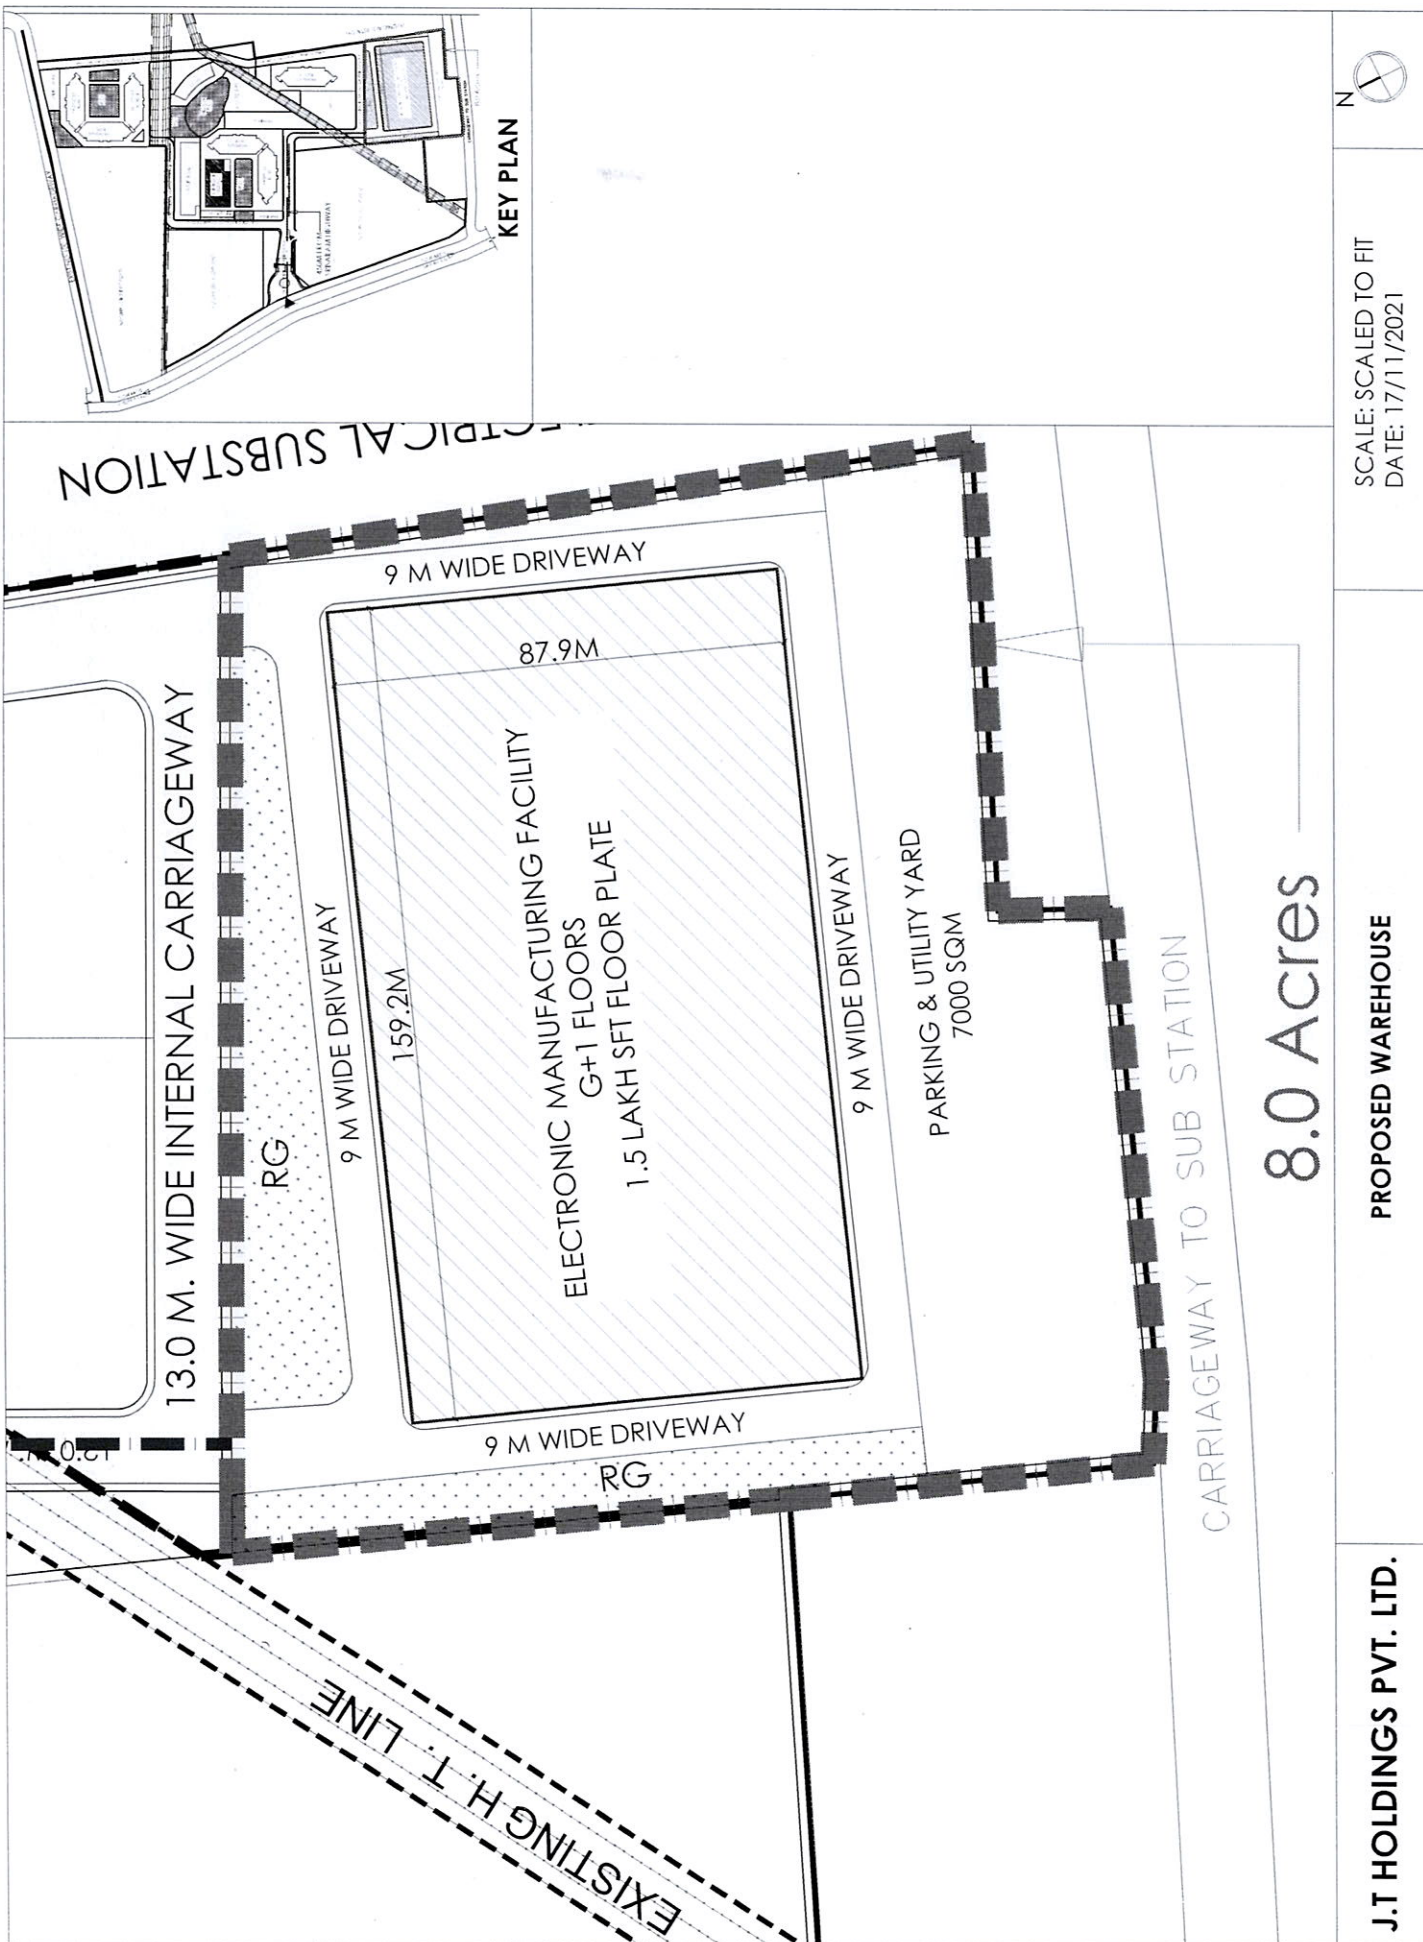 EXISTING H. T. LINE
13.0 M. WIDE INTERNAL CARRIAGEWAY
ELECTRICAL SUBSTATION
RG
9 M WIDE DRIVEWAY
159.2M
87.9M
9 M WIDE DRIVEWAY
ELECTRONIC MANUFACTURING FACILITY
G+1 FLOORS
1.5 LAKH SFT FLOOR PLATE
9 M WIDE DRIVEWAY
RG
9 M WIDE DRIVEWAY
PARKING & UTILITY YARD
7000 SQM
CARRIAGEWAY TO SUB STATION
8.0 Acres
KEY PLAN
J.T HOLDINGS PVT. LTD.
PROPOSED WAREHOUSE
SCALE: SCALED TO FIT
DATE: 17/11/2021
N